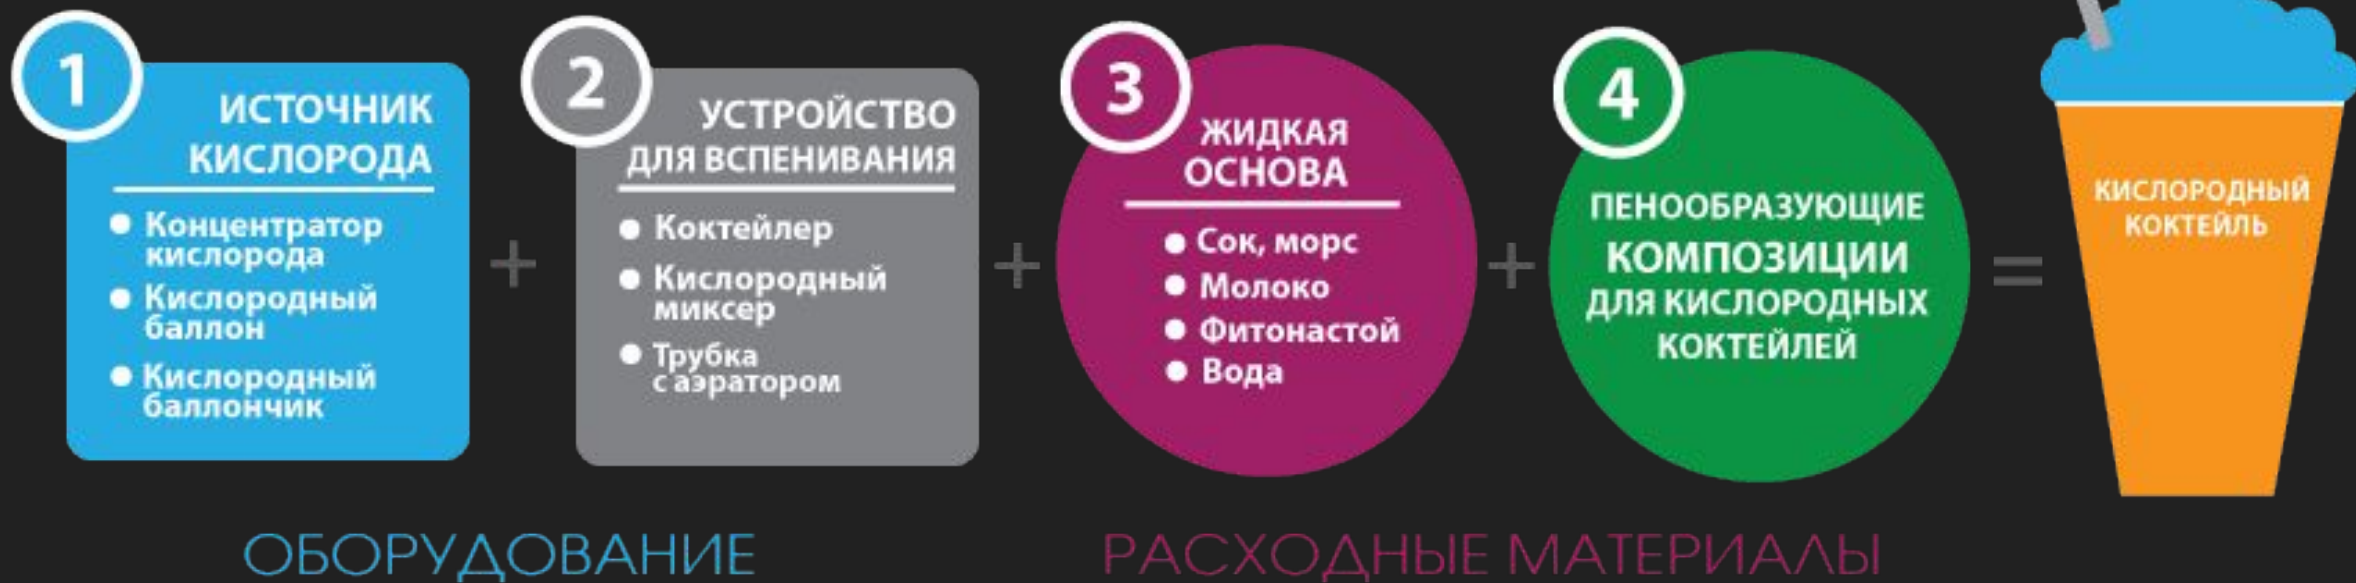 1
ИСТОЧНИК
КИСЛОРОДА
● Концентратор
кислорода
● Кислородный
баллон
● Кислородный
баллончик
+
2
УСТРОЙСТВО
ДЛЯ ВСПЕНИВАНИЯ
● Коктейлер
● Кислородный
миксер
● Трубка
с аэратором
+
3
ЖИДКАЯ
ОСНОВА
● Сок, морс
● Молоко
● Фитонастой
● Вода
+
4
ПЕНООБРАЗУЮЩИЕ
КОМПОЗИЦИИ
ДЛЯ КИСЛОРОДНЫХ
КОКТЕЙЛЕЙ
=
КИСЛОРОДНЫЙ
КОКТЕЙЛЬ
ОБОРУДОВАНИЕ
РАСХОДНЫЕ МАТЕРИАЛЫ